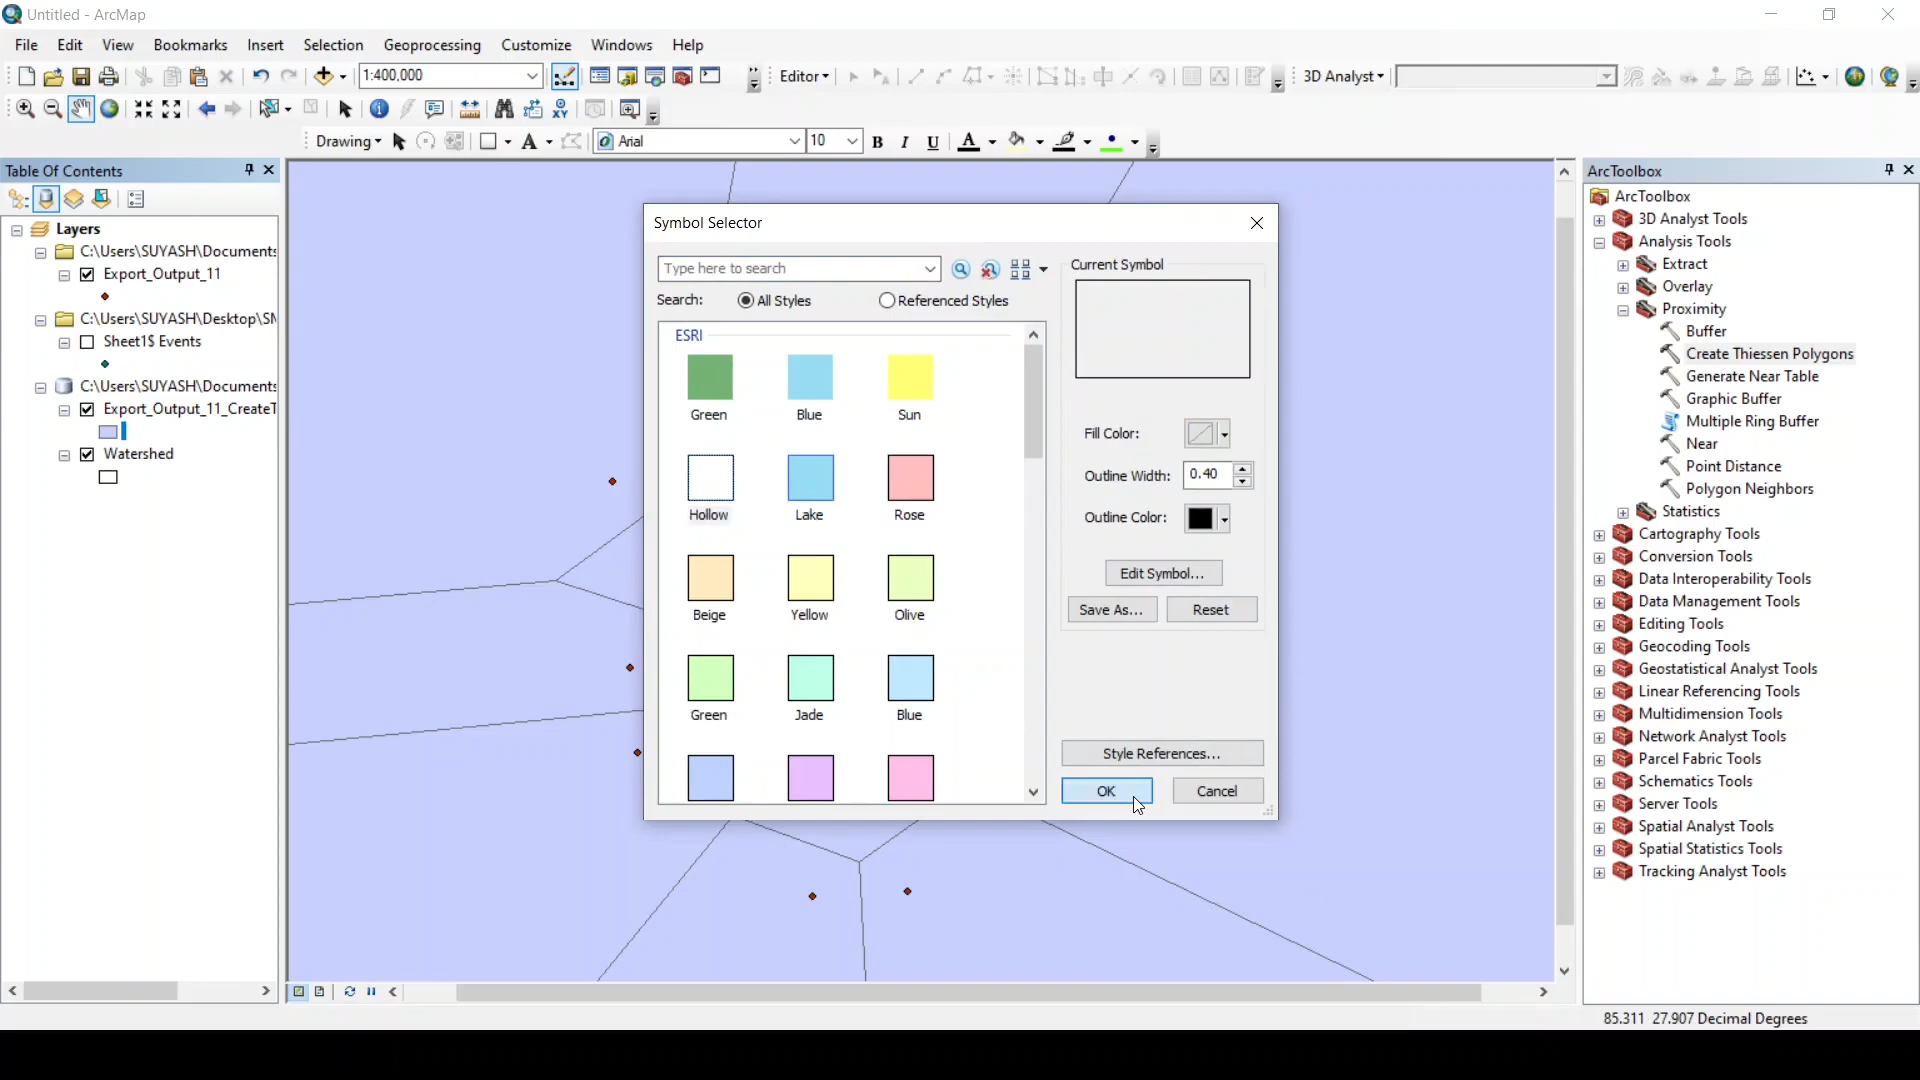 Untitled - ArcMap
File Edit View Bookmarks Insert Selection Geoprocessing Customize Windows Help
1:400,000 Editor 3D Analyst
Drawing Arial 10 B I U A
Table Of Contents
Layers
C:\Users\SUYASH\Documents
Export_Output_11
C:\Users\SUYASH\Desktop\SM
Sheet1$ Events
C:\Users\SUYASH\Documents
Export_Output_11_CreateT
Watershed
Symbol Selector
Type here to search
Search: All Styles Referenced Styles
ESRI
Green Blue Sun
Hollow Lake Rose
Beige Yellow Olive
Green Jade Blue
Current Symbol
Fill Color:
Outline Width: 0.40
Outline Color:
Edit Symbol...
Save As... Reset
Style References...
OK Cancel
ArcToolbox
ArcToolbox
3D Analyst Tools
Analysis Tools
Extract
Overlay
Proximity
Buffer
Create Thiessen Polygons
Generate Near Table
Graphic Buffer
Multiple Ring Buffer
Near
Point Distance
Polygon Neighbors
Statistics
Cartography Tools
Conversion Tools
Data Interoperability Tools
Data Management Tools
Editing Tools
Geocoding Tools
Geostatistical Analyst Tools
Linear Referencing Tools
Multidimension Tools
Network Analyst Tools
Parcel Fabric Tools
Schematics Tools
Server Tools
Spatial Analyst Tools
Spatial Statistics Tools
Tracking Analyst Tools
85.311 27.907 Decimal Degrees